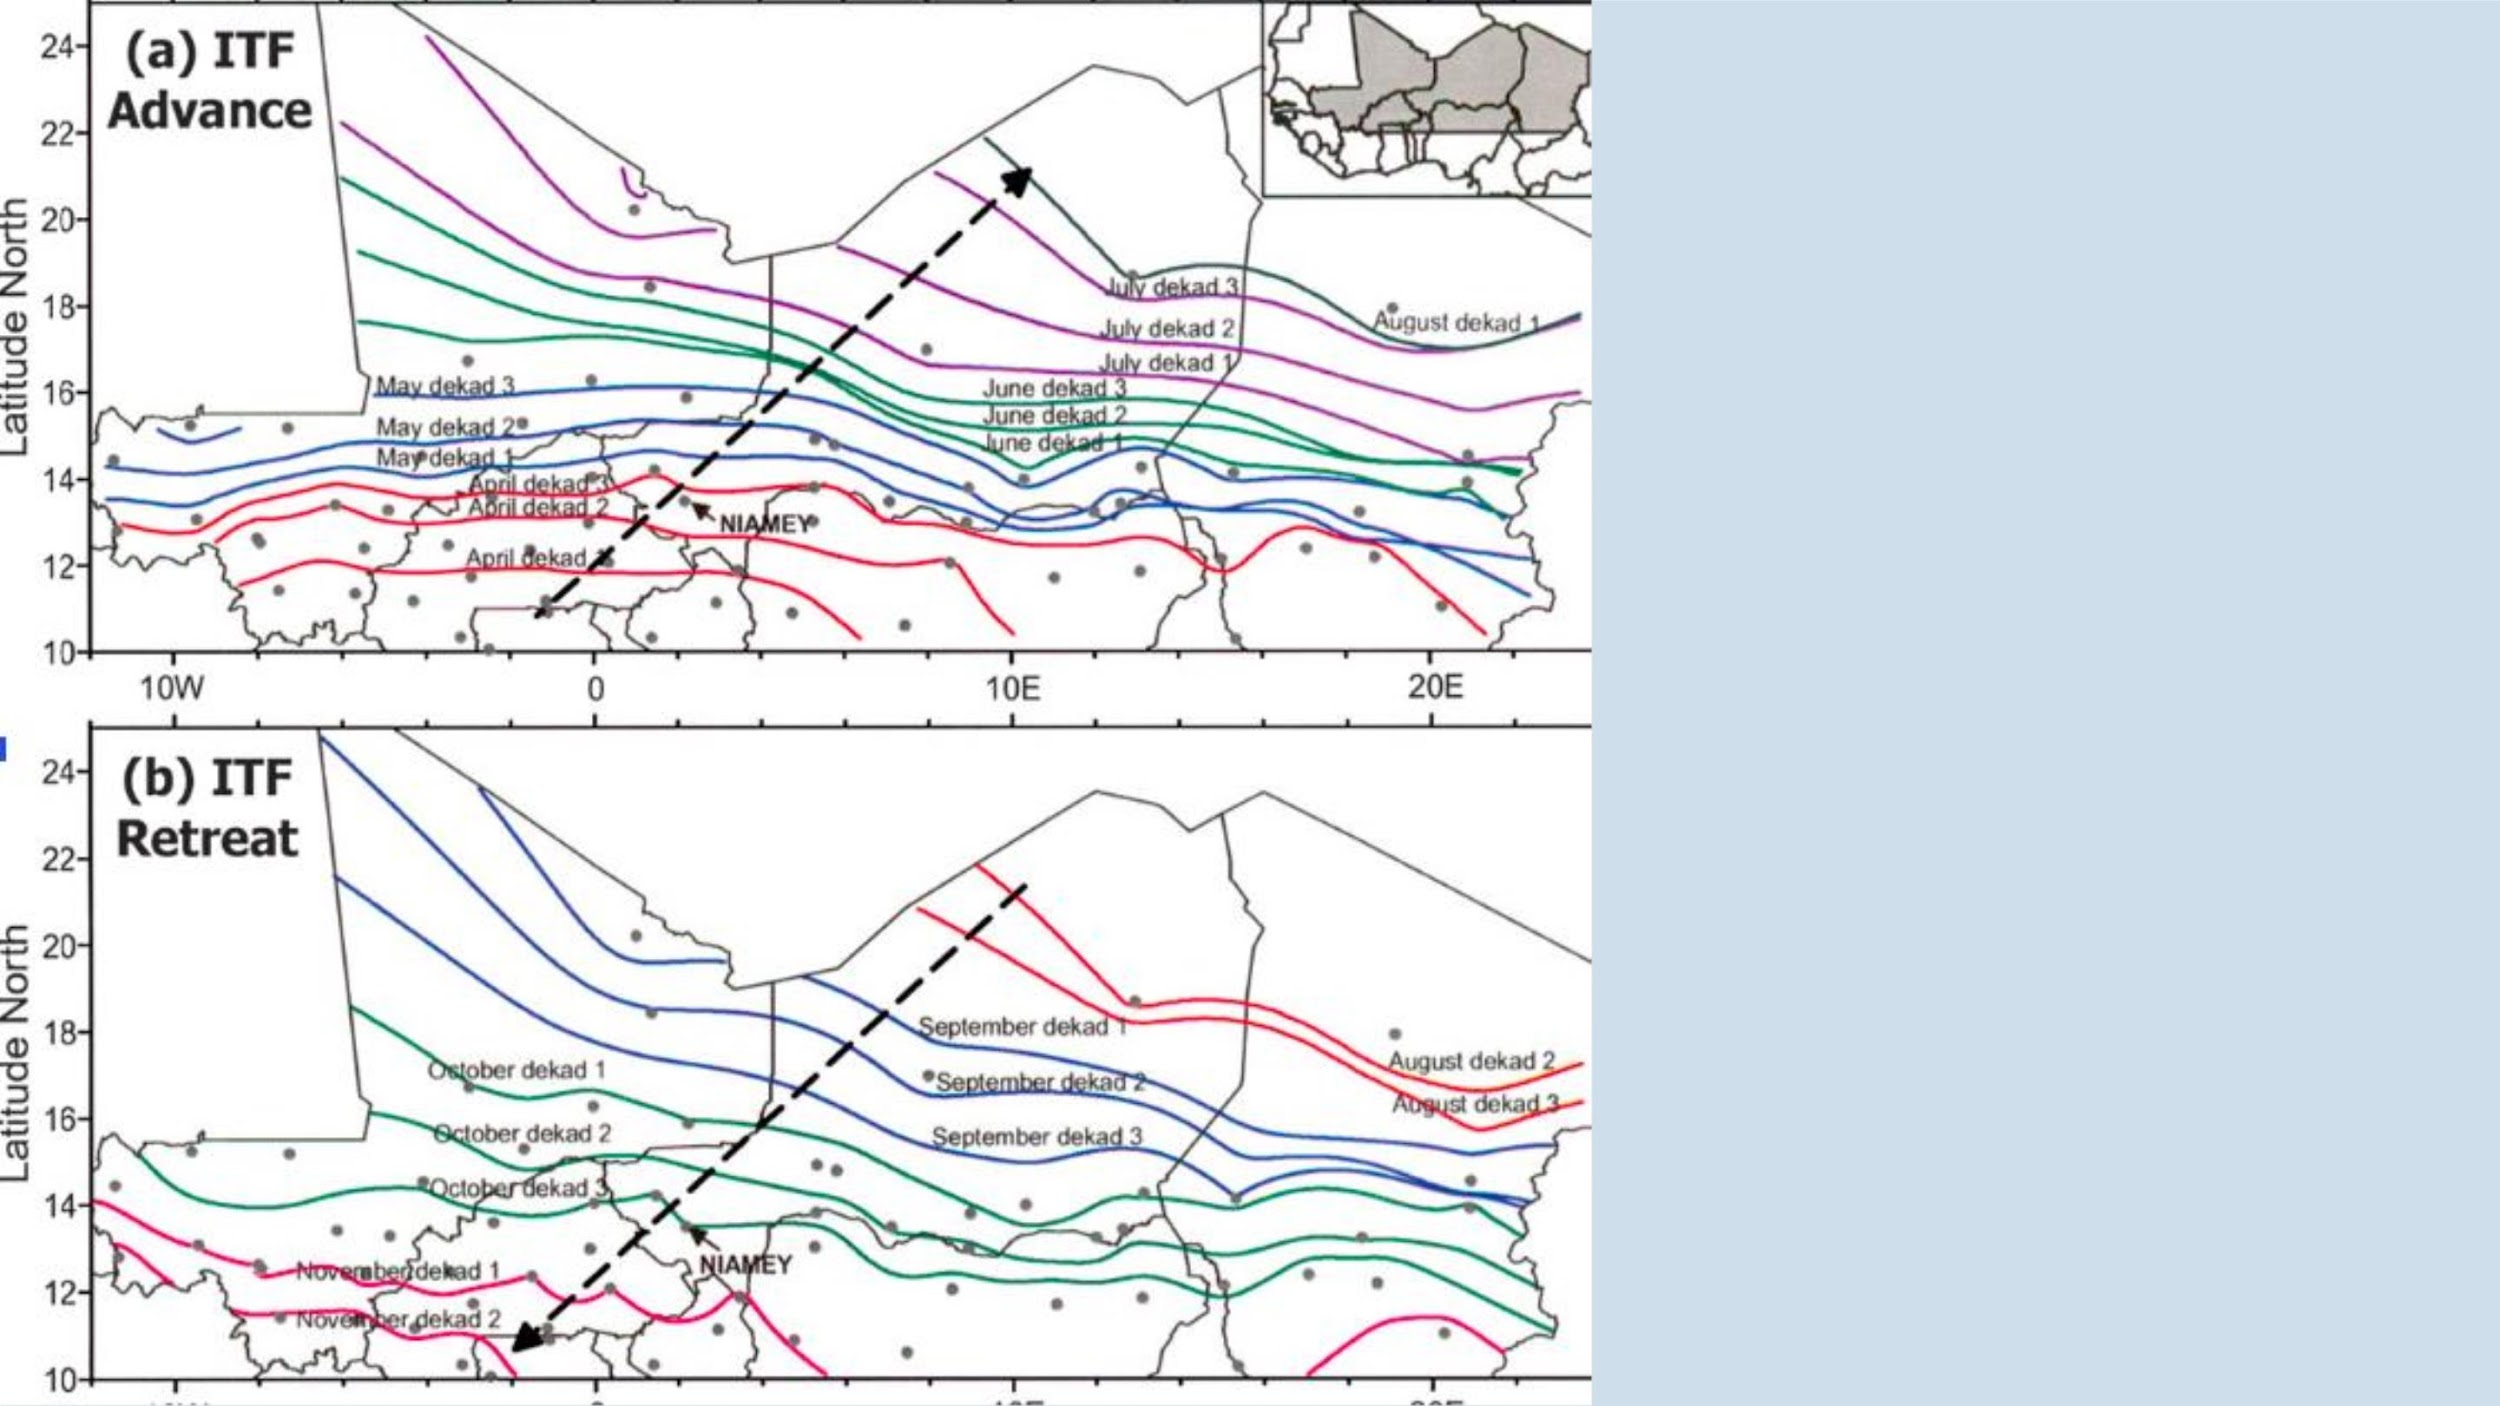 (a) ITF
Advance
24
22
20
18
16
14
12
10
Latitude North
July dekad 3
August dekad 1
July dekad 2
July dekad 1
May dekad 3
June dekad 3
June dekad 2
May dekad 2
June dekad 1
May dekad 1
April dekad 3
April dekad 2
NIAMEY
April dekad 1
10W
0
10E
20E
(b) ITF
Retreat
24
22
20
18
16
14
12
10
Latitude North
September dekad 1
August dekad 2
October dekad 1
September dekad 2
August dekad 3
October dekad 2
September dekad 3
October dekad 3
NIAMEY
November dekad 1
November dekad 2